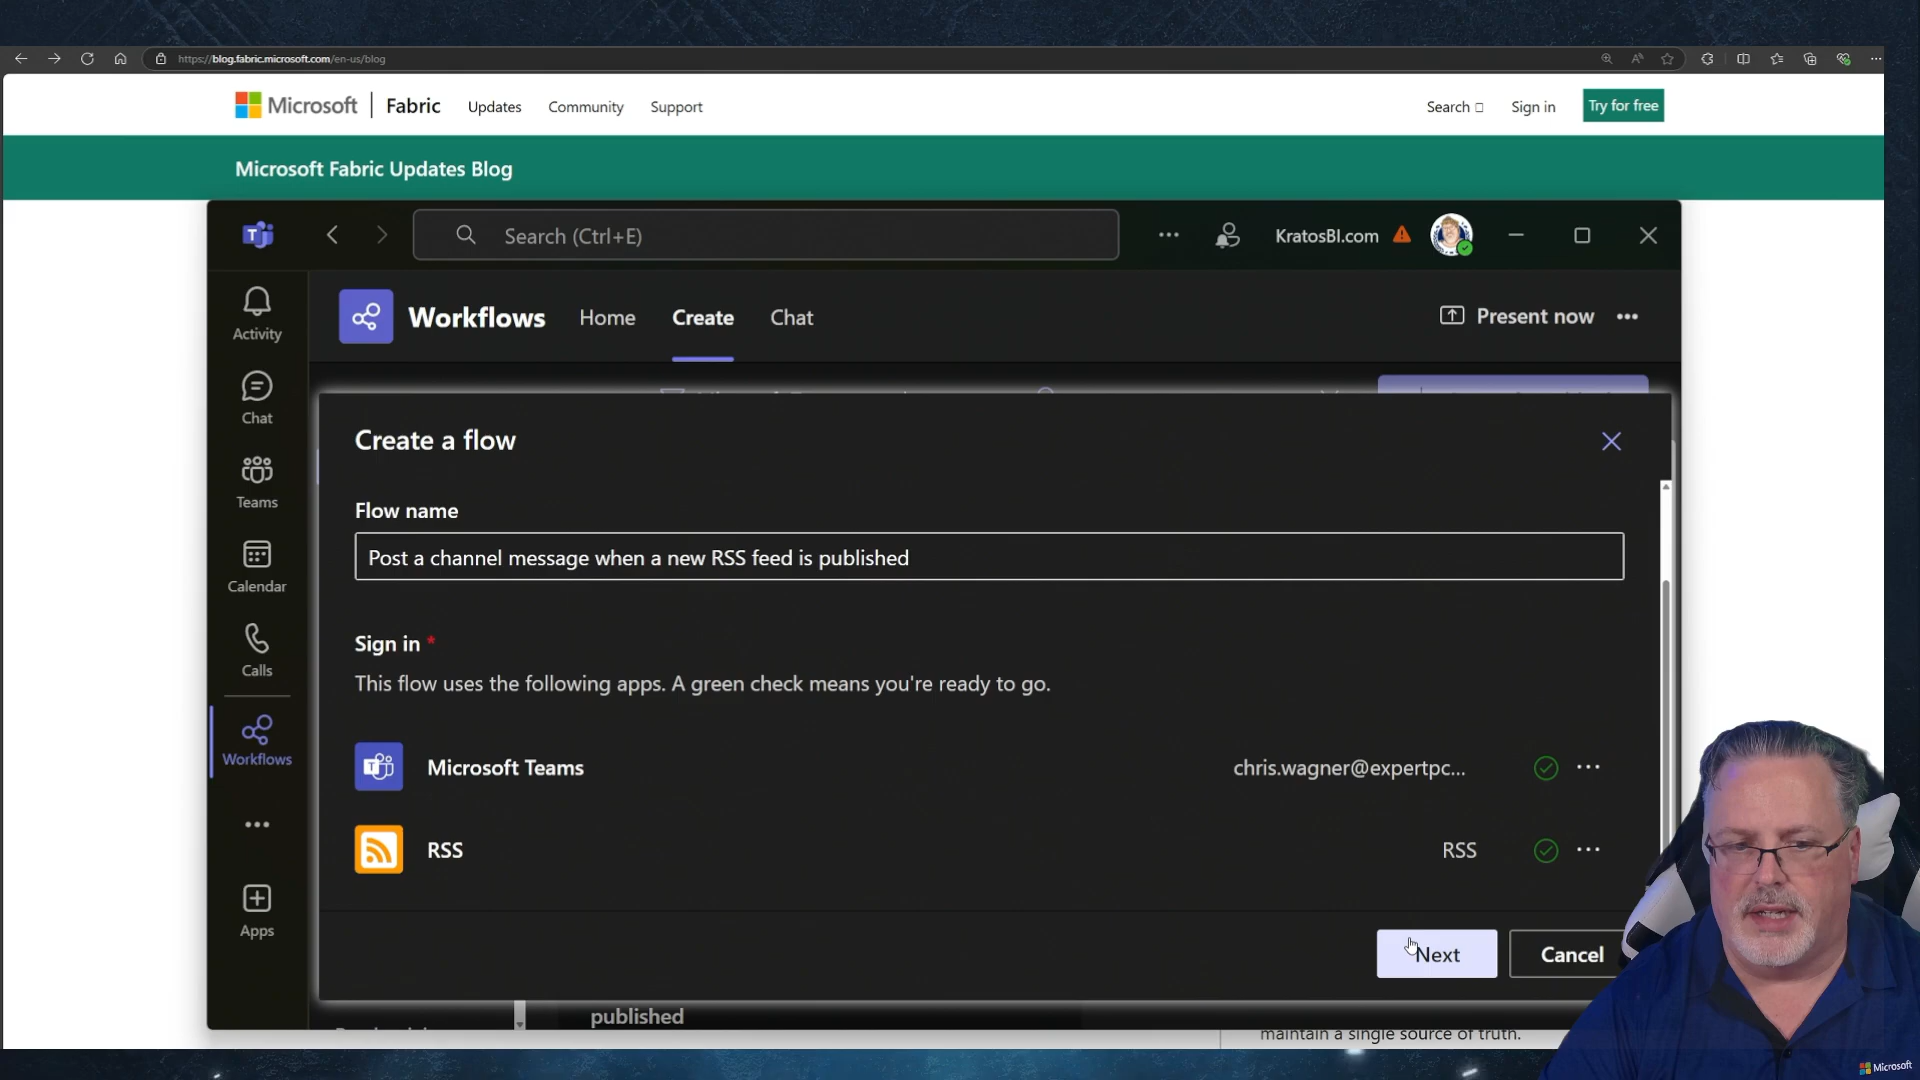 https://blog.fabric.microsoft.com/en-us/blog
Microsoft Fabric Updates Community Support Search Sign in Try for free
Microsoft Fabric Updates Blog
Search (Ctrl+E) KratosBI.com
Workflows Home Create Chat Present now
Activity
Chat
Teams
Calendar
Calls
Workflows
Apps
Create a flow
Flow name
Post a channel message when a new RSS feed is published
Sign in *
This flow uses the following apps. A green check means you're ready to go.
Microsoft Teams chris.wagner@expertpc...
RSS RSS
Next Cancel
published
maintain a single source of truth.
Microsoft